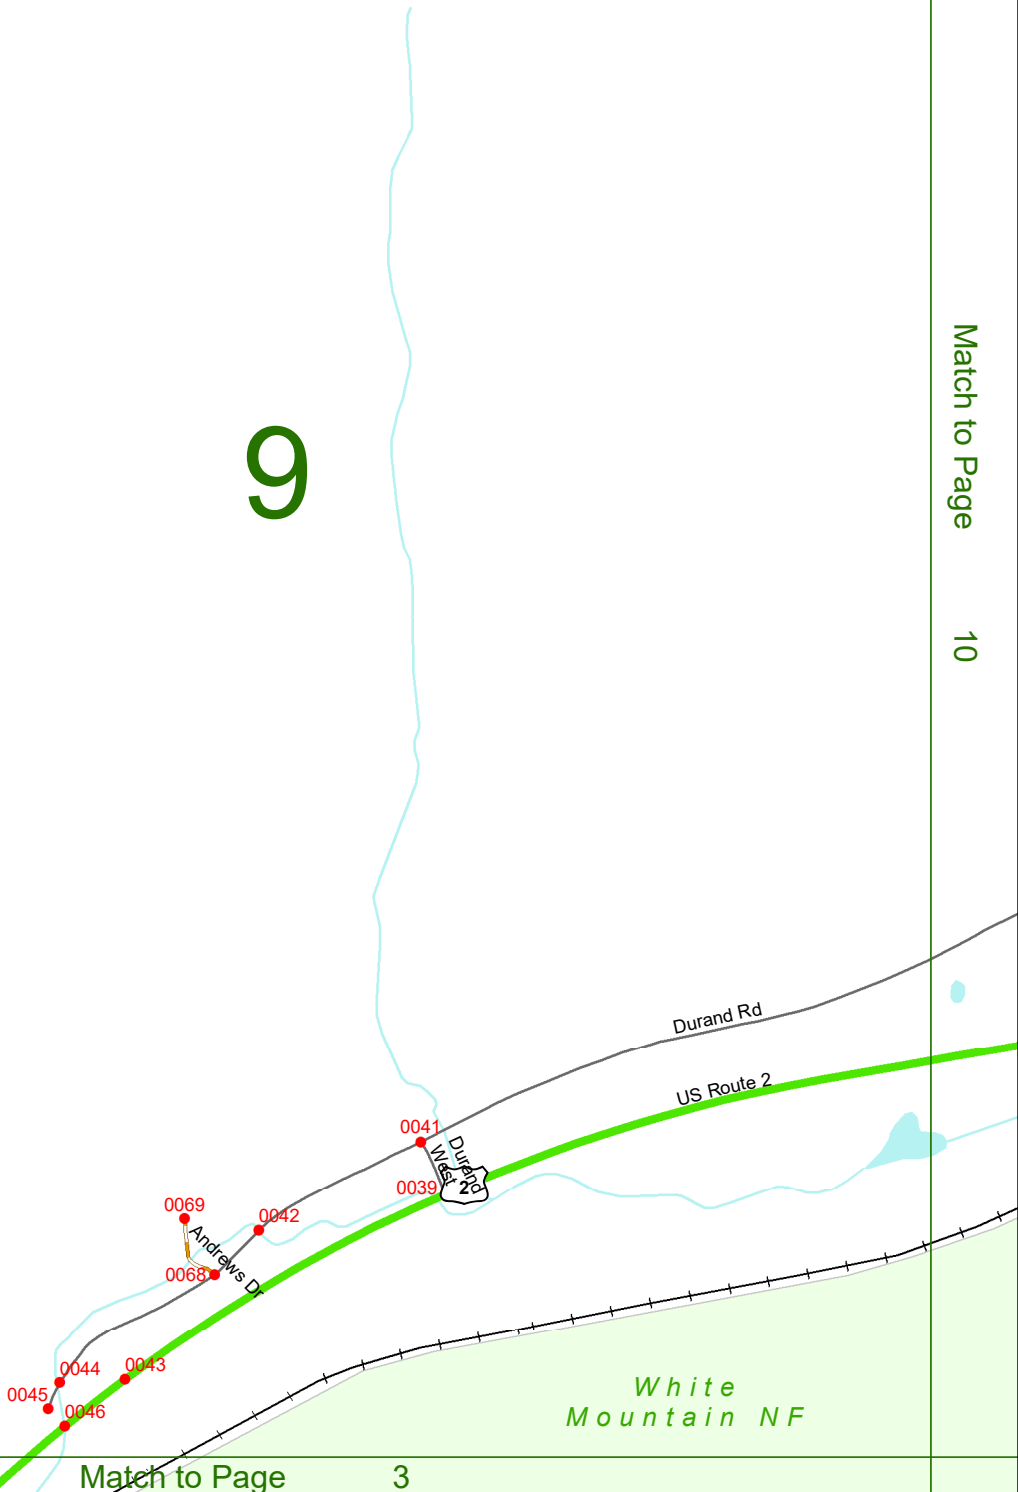 9
Match to Page 10
Durand Rd
US Route 2
0041
Durand
West
0039
2
0069
0042
Andrews Dr
0068
0043
0044
0045
0046
White
Mountain NF
Match to Page 3